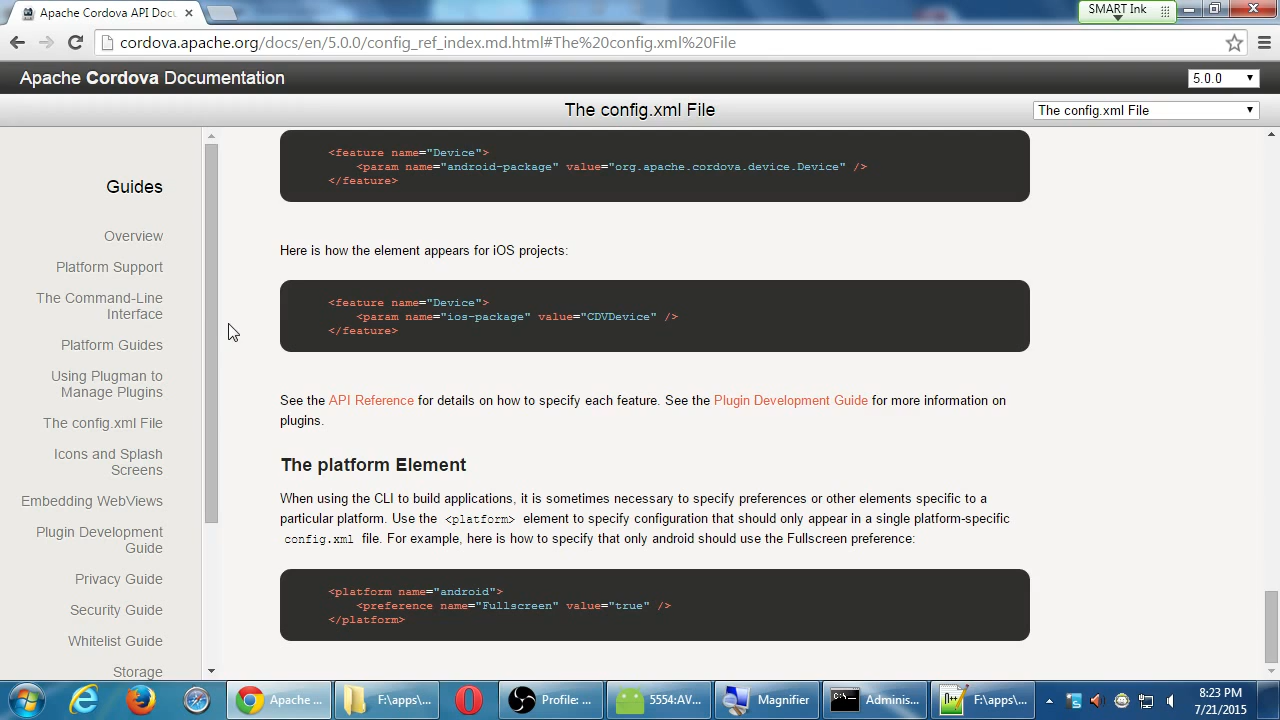 Apache Cordova API Docu
SMART Ink
cordova.apache.org/docs/en/5.0.0/config_ref_index.md.html#The%20config.xml%20File
Apache Cordova Documentation
5.0.0
The config.xml File
The config.xml File
Guides
Overview
Platform Support
The Command-Line
Interface
Platform Guides
Using Plugman to
Manage Plugins
The config.xml File
Icons and Splash
Screens
Embedding WebViews
Plugin Development
Guide
Privacy Guide
Security Guide
Whitelist Guide
Storage
<feature name="Device">
<param name="android-package" value="org.apache.cordova.device.Device" />
</feature>
Here is how the element appears for iOS projects:
<feature name="Device">
<param name="ios-package" value="CDVDevice" />
</feature>
See the API Reference for details on how to specify each feature. See the Plugin Development Guide for more information on
plugins.
The platform Element
When using the CLI to build applications, it is sometimes necessary to specify preferences or other elements specific to a
particular platform. Use the <platform> element to specify configuration that should only appear in a single platform-specific
config.xml file. For example, here is how to specify that only android should use the Fullscreen preference:
<platform name="android">
<preference name="Fullscreen" value="true" />
</platform>
Apache ...
F:\apps\...
Profile: ...
5554:AV...
Magnifier
Adminis...
F:\apps\...
8:23 PM
7/21/2015